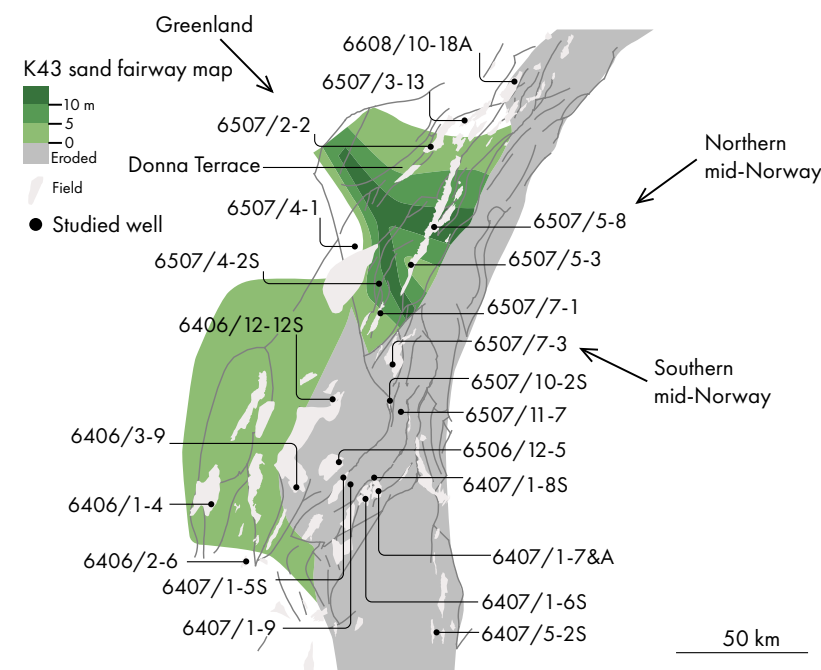 Greenland
6608/10-18A
K43 sand fairway map
6507/3-13
10 m
5
0
Eroded
Field
Studied well
6507/2-2
Donna Terrace
Northern
mid-Norway
6507/4-1
6507/5-8
6507/4-2S
6507/5-3
6507/7-1
6406/12-12S
6507/7-3
Southern
mid-Norway
6507/10-2S
6507/11-7
6406/3-9
6506/12-5
6407/1-8S
6406/1-4
6406/2-6
6407/1-7&A
6407/1-5S
6407/1-6S
6407/1-9
6407/5-2S
50 km